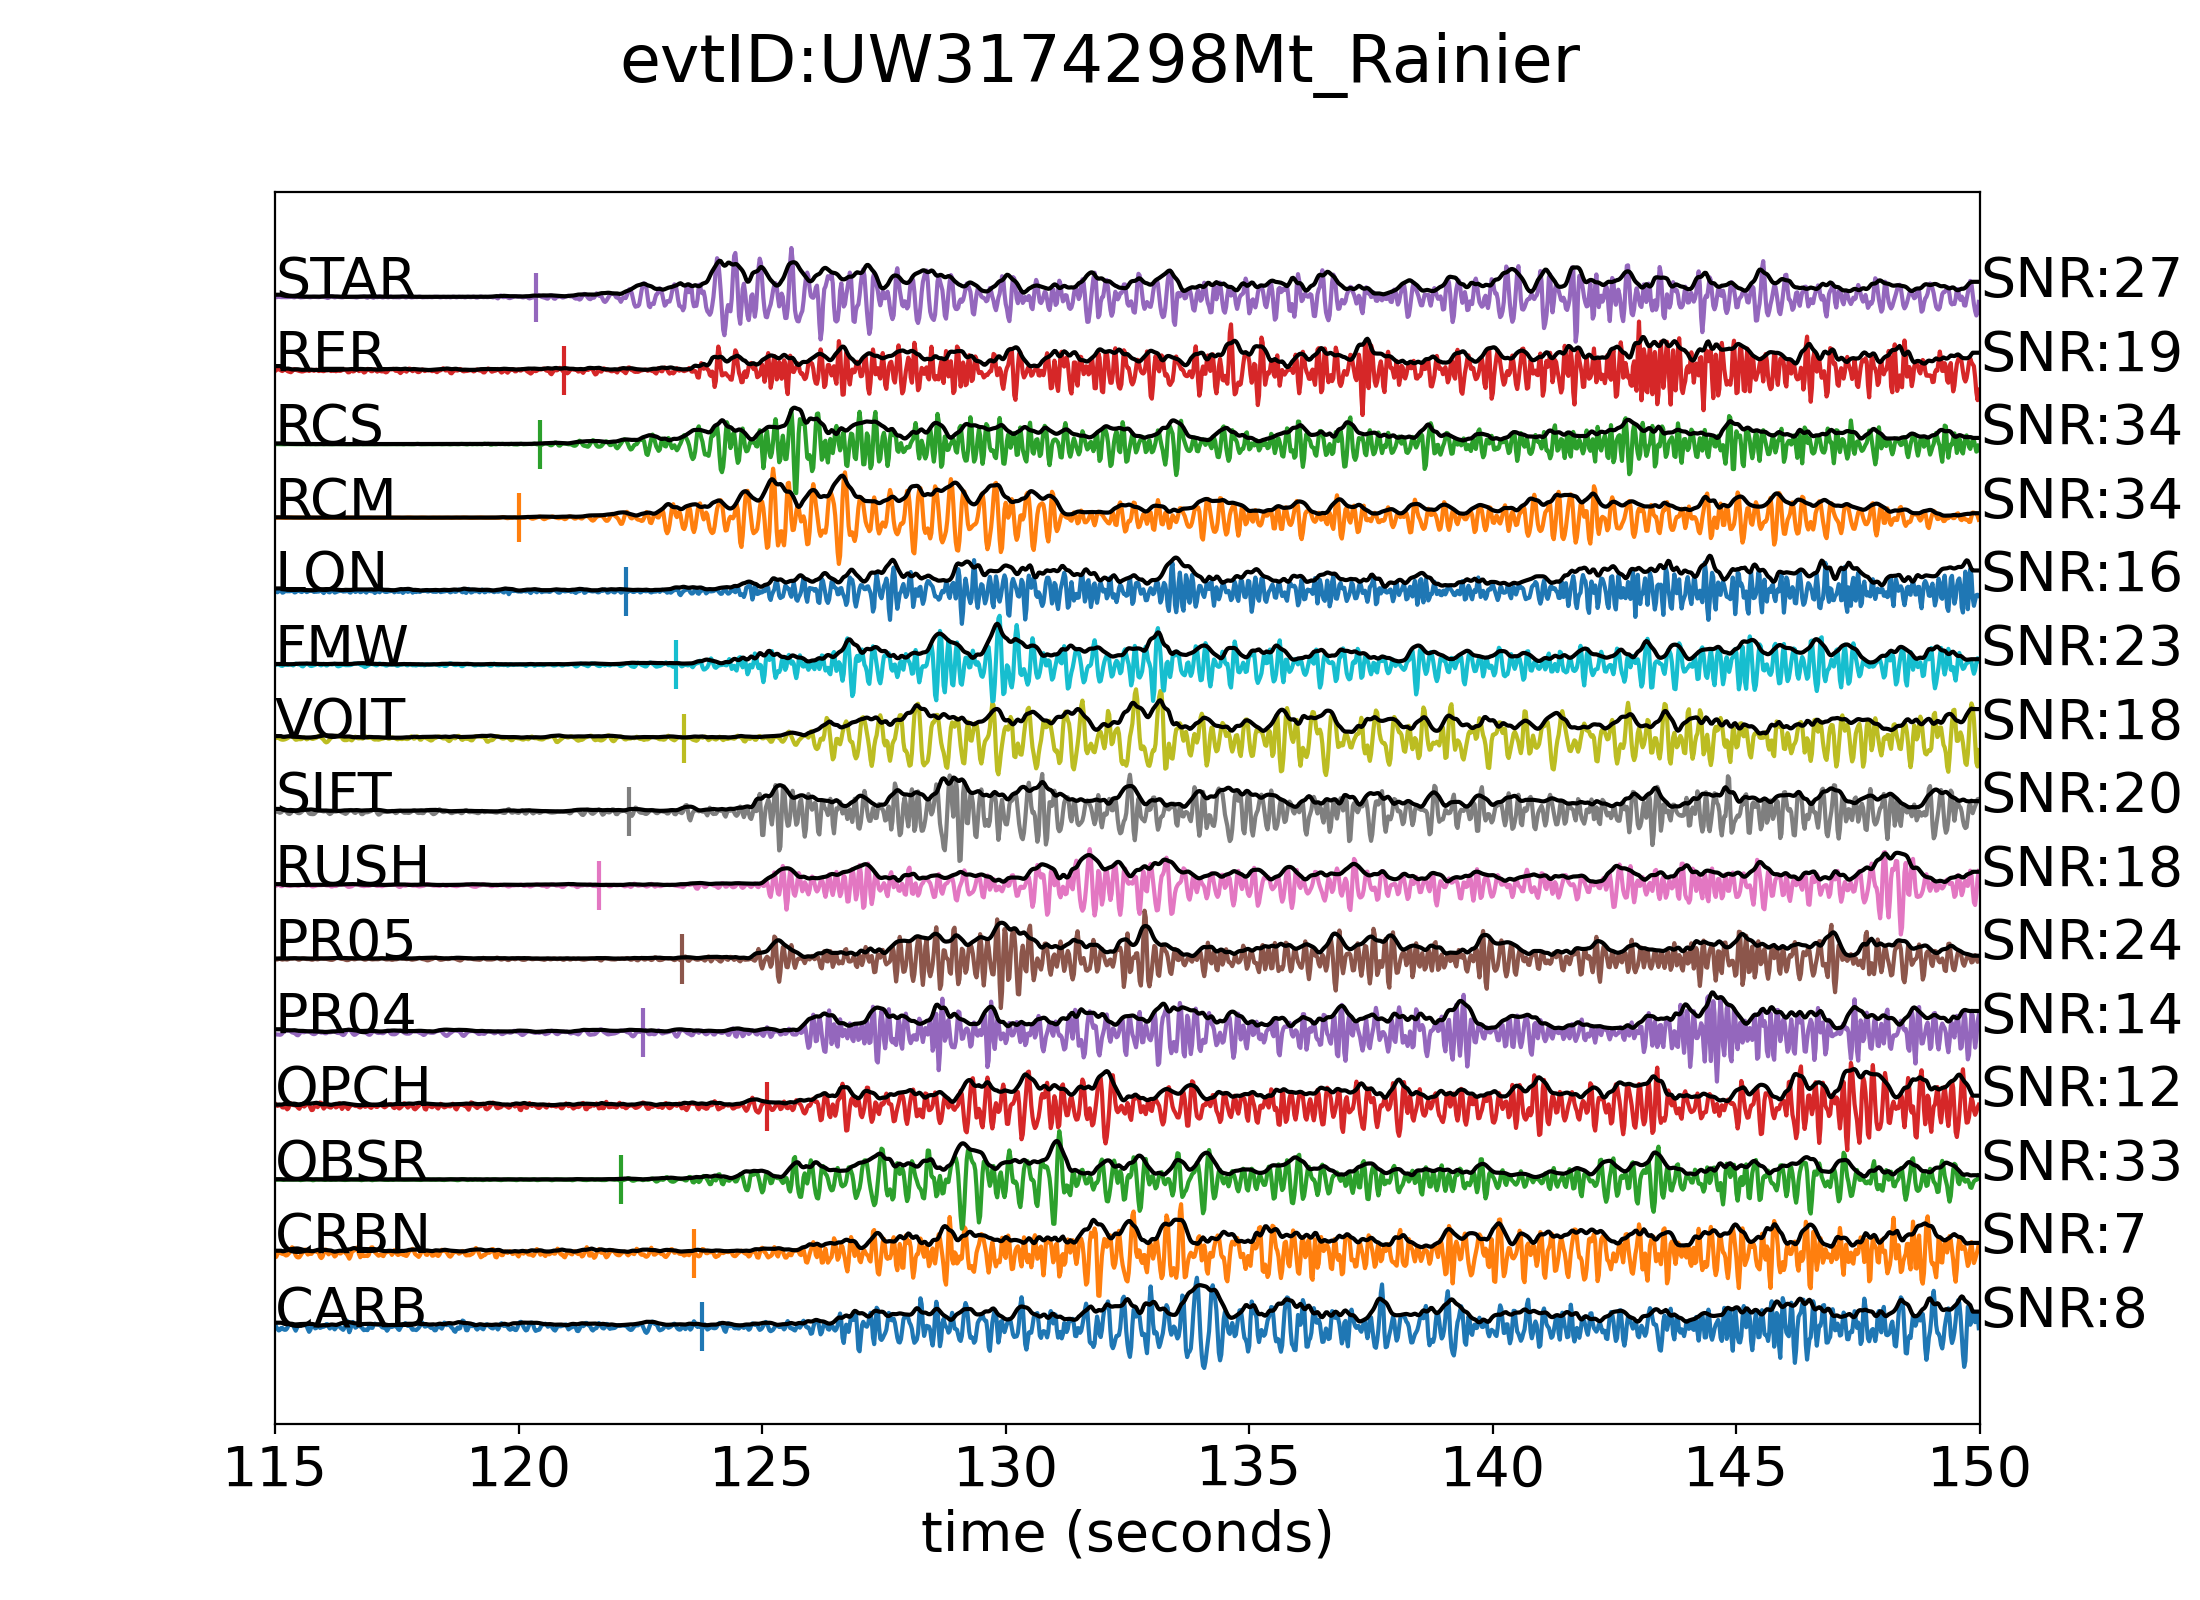 evtID:UW3174298Mt_Rainier
STAR SNR:27
RER SNR:19
RCS SNR:34
RCM SNR:34
LON SNR:16
FMW SNR:23
VOIT SNR:18
SIFT SNR:20
RUSH SNR:18
PR05 SNR:24
PR04 SNR:14
OPCH SNR:12
OBSR SNR:33
CRBN SNR:7
CARB SNR:8
115 120 125 130 135 140 145 150
time (seconds)